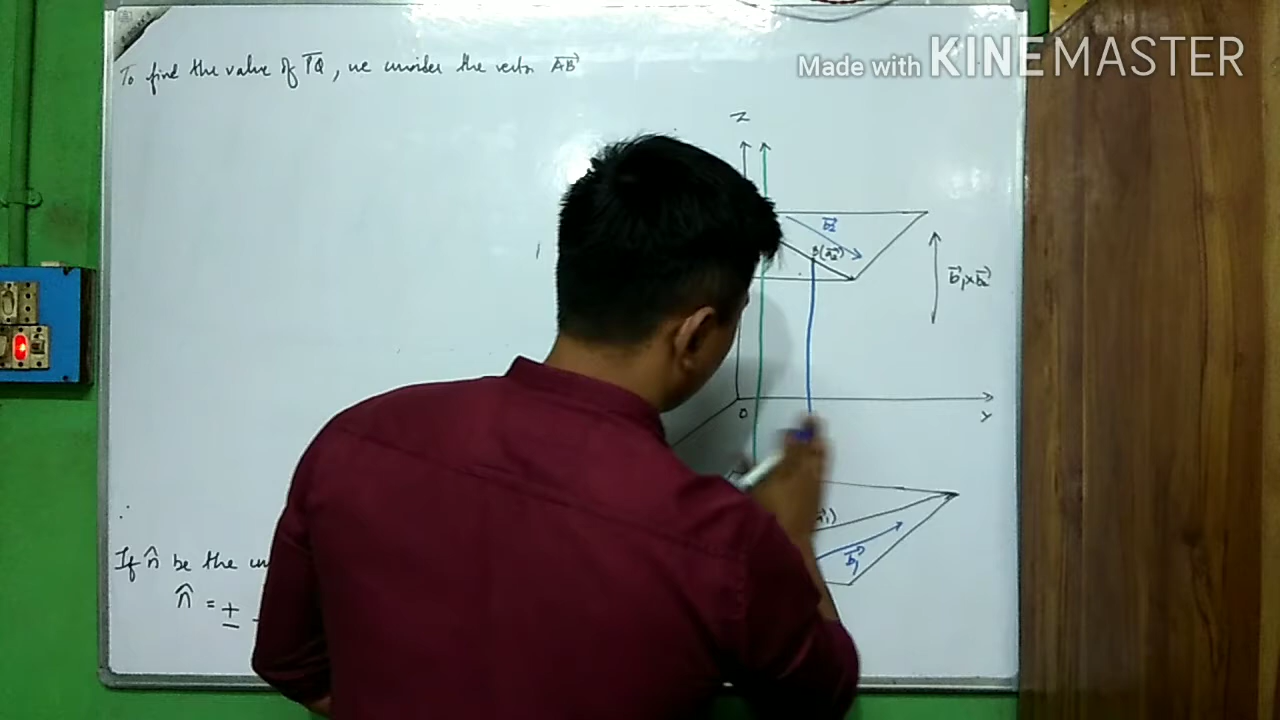 To find the value of PQ, we consider the vector AB
Made with KINEMASTER
Z
b₂
B(a₂)
b₁×b₂
O
Y
b₁
∴
If n̂ be the
n̂ = ±